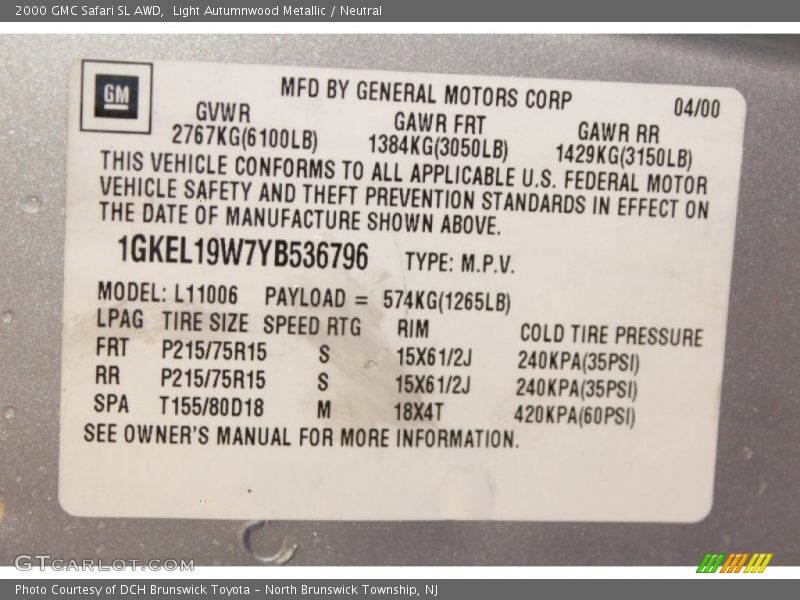 2000 GMC Safari SL AWD,  Light Autumnwood Metallic / Neutral
GM
MFD BY GENERAL MOTORS CORP
04/00
GVWR GAWR FRT GAWR RR
2767KG(6100LB) 1384KG(3050LB) 1429KG(3150LB)
THIS VEHICLE CONFORMS TO ALL APPLICABLE U.S. FEDERAL MOTOR
VEHICLE SAFETY AND THEFT PREVENTION STANDARDS IN EFFECT ON
THE DATE OF MANUFACTURE SHOWN ABOVE.
1GKEL19W7YB536796 TYPE: M.P.V.
MODEL: L11006 PAYLOAD = 574KG(1265LB)
LPAG TIRE SIZE SPEED RTG RIM COLD TIRE PRESSURE
FRT P215/75R15 S 15X61/2J 240KPA(35PSI)
RR P215/75R15 S 15X61/2J 240KPA(35PSI)
SPA T155/80D18 M 18X4T 420KPA(60PSI)
SEE OWNER'S MANUAL FOR MORE INFORMATION.
GTCARLOT.COM
Photo Courtesy of DCH Brunswick Toyota - North Brunswick Township, NJ